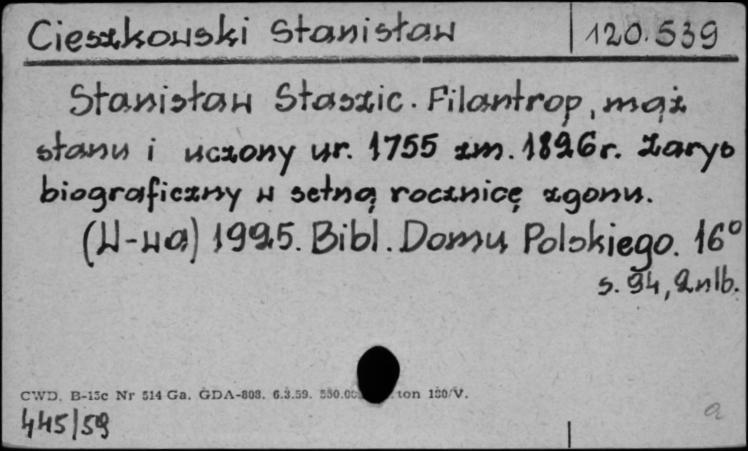 Cieszkowski Stanisław | 120.539
Stanisław Staszic. Filantrop, mąż
stanu i uczony ur. 1755 zm. 1826 r. Zarys
biograficzny w setną rocznicę zgonu.
(W-wa) 1925. Bibl. Domu Polskiego. 16°
s. 94, 2 nlb.
CWD. B-13c Nr 514 Ga. GDA-808. 6.3.59. ton 180/V.
445/59
a